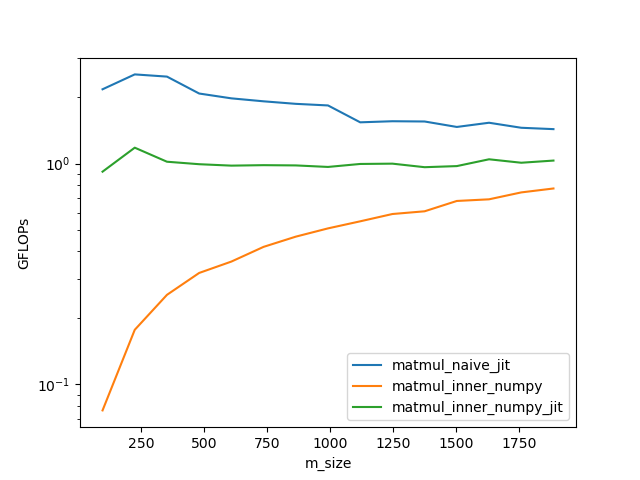 GFLOPs
10⁰
10⁻¹
matmul_naive_jit
matmul_inner_numpy
matmul_inner_numpy_jit
250 500 750 1000 1250 1500 1750
m_size